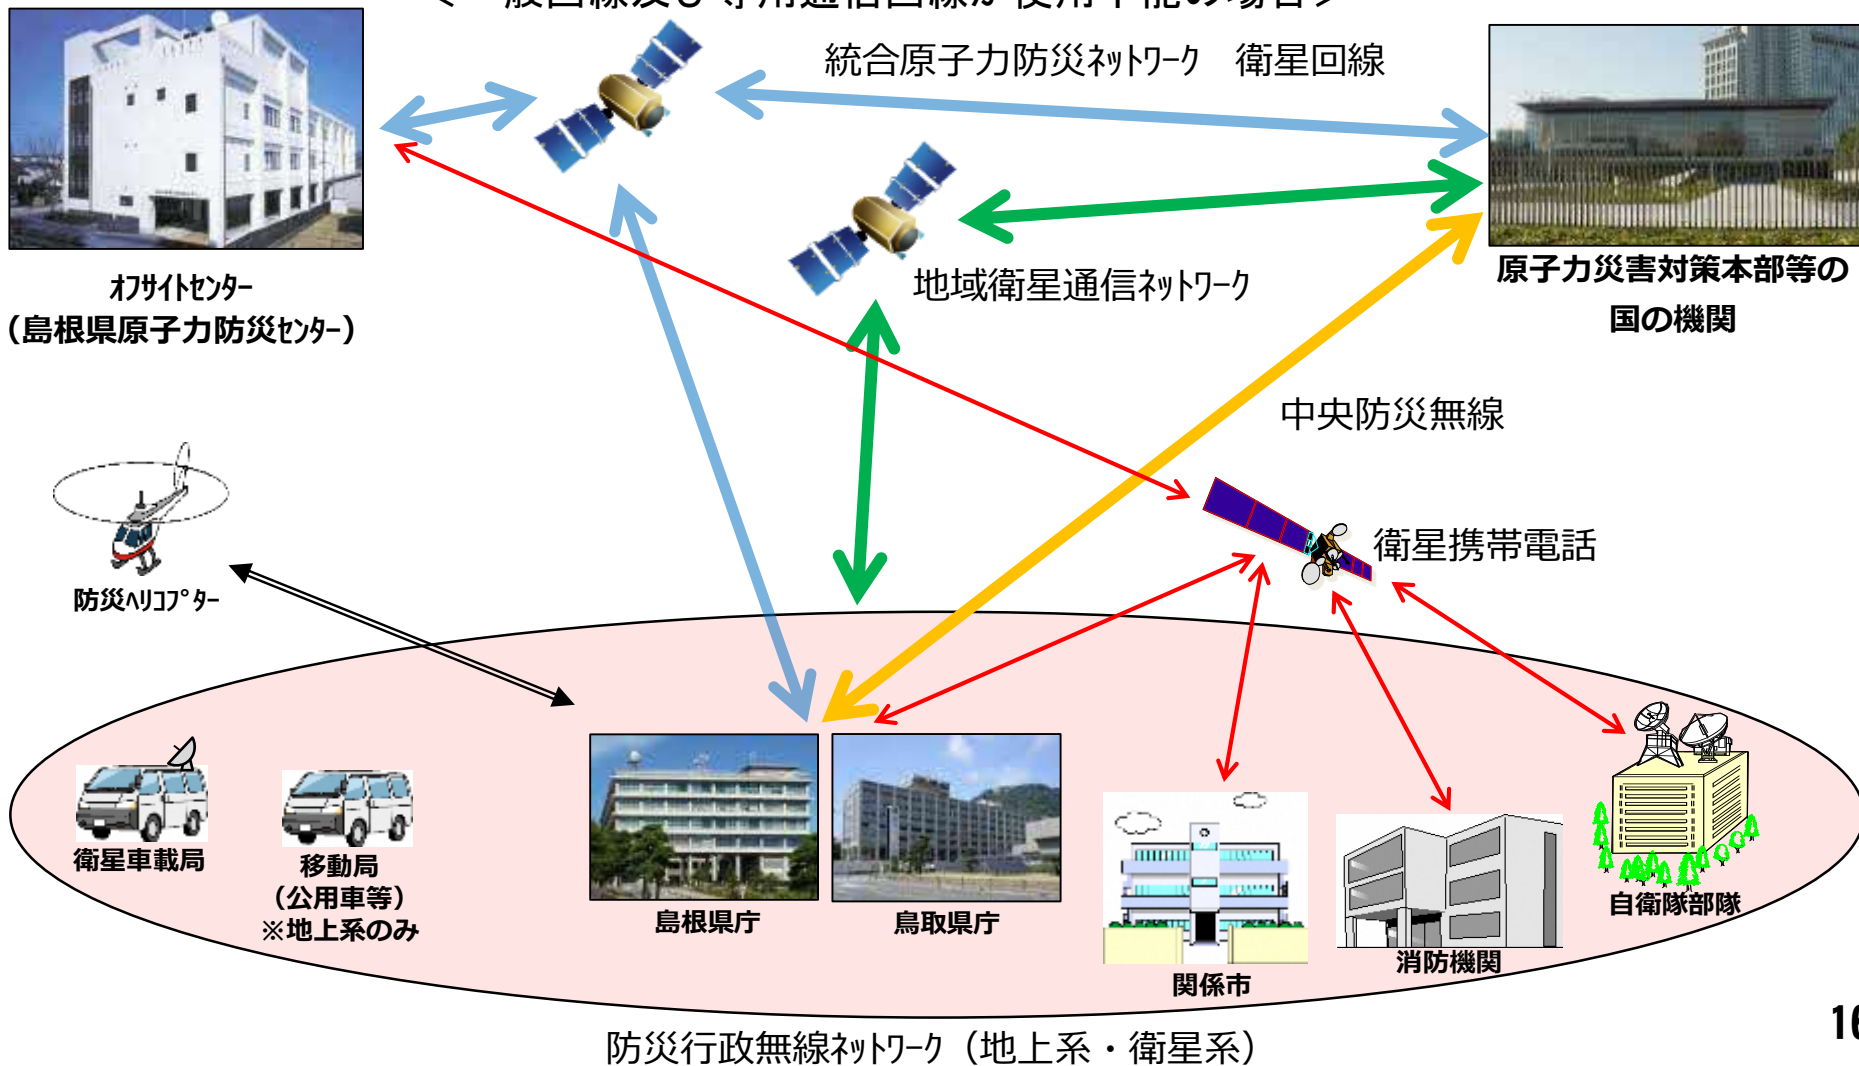 統合原子力防災ﾈｯﾄﾜｰｸ　衛星回線
地域衛星通信ﾈｯﾄﾜｰｸ
ｵﾌｻｲﾄｾﾝﾀｰ
（島根県原子力防災ｾﾝﾀｰ）
原子力災害対策本部等の
国の機関
中央防災無線
衛星携帯電話
防災ﾍﾘｺﾌﾟﾀｰ
衛星車載局
移動局
（公用車等）
※地上系のみ
島根県庁
鳥取県庁
関係市
消防機関
自衛隊部隊
防災行政無線ﾈｯﾄﾜｰｸ（地上系・衛星系）